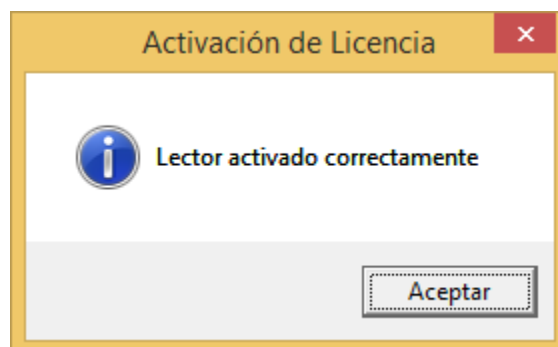 Activación de Licencia
Lector activado correctamente
Aceptar